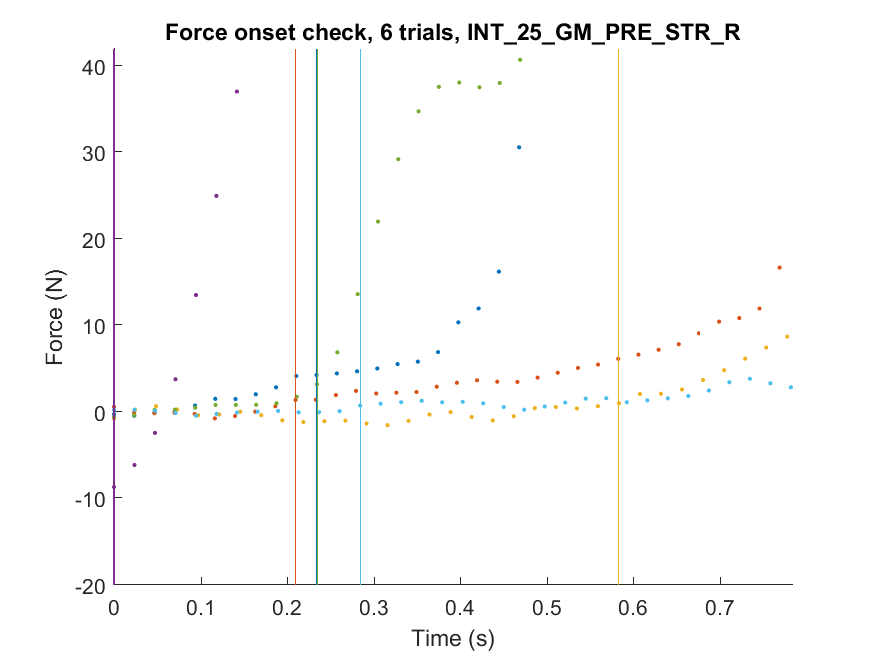 Force onset check, 6 trials, INT_25_GM_PRE_STR_R
40
30
20
10
0
-10
-20
Force (N)
0 0.1 0.2 0.3 0.4 0.5 0.6 0.7
Time (s)